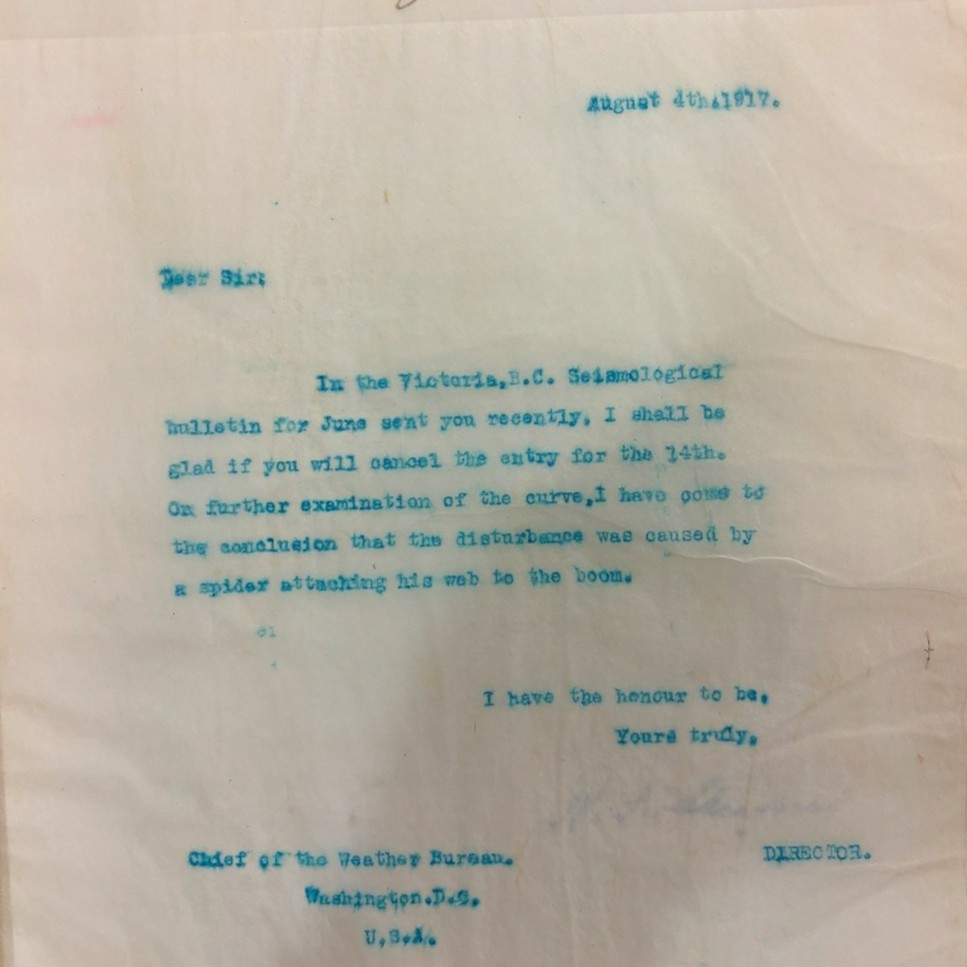 August 4th,1917.
Dear Sir:
In the Victoria,B.C. Seismological
bulletin for June sent you recently, I shall be
glad if you will cancel the entry for the 14th.
On further examination of the curve,I have come to
the conclusion that the disturbance was caused by
a spider attaching his web to the boom.
I have the honour to be,
Yours truly,
DIRECTOR.
Chief of the Weather Bureau.
Washington.D.C.
U.S.A.